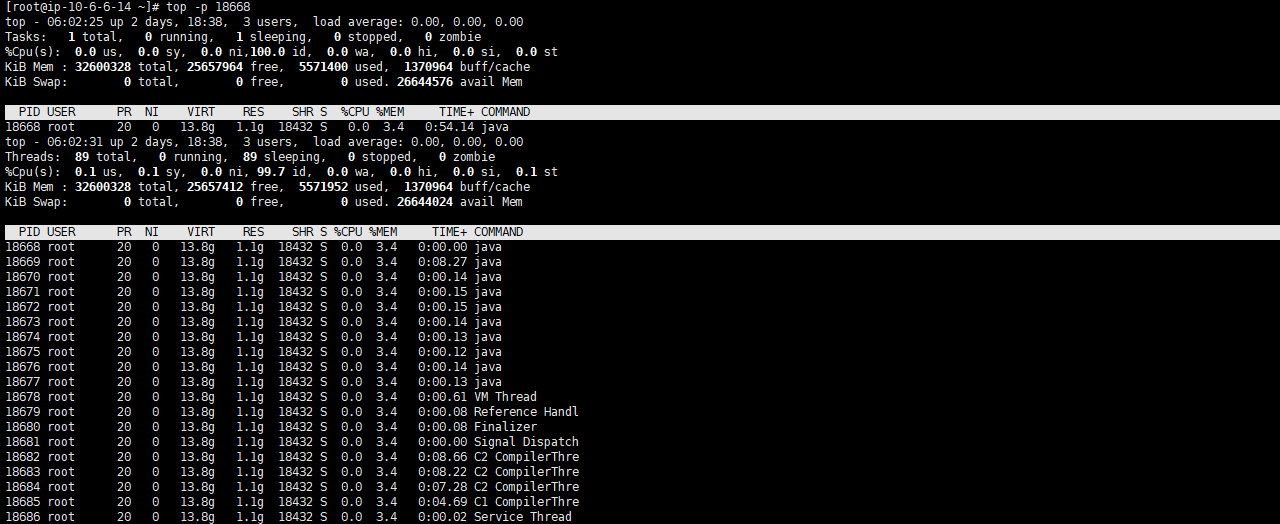 [root@ip-10-6-6-14 ~]# top -p 18668
top - 06:02:25 up 2 days, 18:38,  3 users,  load average: 0.00, 0.00, 0.00
Tasks:   1 total,   0 running,   1 sleeping,   0 stopped,   0 zombie
%Cpu(s):  0.0 us,  0.0 sy,  0.0 ni,100.0 id,  0.0 wa,  0.0 hi,  0.0 si,  0.0 st
KiB Mem : 32600328 total, 25657964 free,  5571400 used,  1370964 buff/cache
KiB Swap:        0 total,        0 free,        0 used. 26644576 avail Mem
  PID USER      PR  NI    VIRT    RES    SHR S  %CPU %MEM     TIME+ COMMAND
18668 root      20   0   13.8g   1.1g  18432 S   0.0  3.4   0:54.14 java
top - 06:02:31 up 2 days, 18:38,  3 users,  load average: 0.00, 0.00, 0.00
Threads:  89 total,   0 running,  89 sleeping,   0 stopped,   0 zombie
%Cpu(s):  0.1 us,  0.1 sy,  0.0 ni, 99.7 id,  0.0 wa,  0.0 hi,  0.0 si,  0.1 st
KiB Mem : 32600328 total, 25657412 free,  5571952 used,  1370964 buff/cache
KiB Swap:        0 total,        0 free,        0 used. 26644024 avail Mem
  PID USER      PR  NI    VIRT    RES    SHR S %CPU %MEM     TIME+ COMMAND
18668 root      20   0   13.8g   1.1g  18432 S  0.0  3.4   0:00.00 java
18669 root      20   0   13.8g   1.1g  18432 S  0.0  3.4   0:08.27 java
18670 root      20   0   13.8g   1.1g  18432 S  0.0  3.4   0:00.14 java
18671 root      20   0   13.8g   1.1g  18432 S  0.0  3.4   0:00.15 java
18672 root      20   0   13.8g   1.1g  18432 S  0.0  3.4   0:00.15 java
18673 root      20   0   13.8g   1.1g  18432 S  0.0  3.4   0:00.14 java
18674 root      20   0   13.8g   1.1g  18432 S  0.0  3.4   0:00.13 java
18675 root      20   0   13.8g   1.1g  18432 S  0.0  3.4   0:00.12 java
18676 root      20   0   13.8g   1.1g  18432 S  0.0  3.4   0:00.14 java
18677 root      20   0   13.8g   1.1g  18432 S  0.0  3.4   0:00.13 java
18678 root      20   0   13.8g   1.1g  18432 S  0.0  3.4   0:00.61 VM Thread
18679 root      20   0   13.8g   1.1g  18432 S  0.0  3.4   0:00.08 Reference Handl
18680 root      20   0   13.8g   1.1g  18432 S  0.0  3.4   0:00.08 Finalizer
18681 root      20   0   13.8g   1.1g  18432 S  0.0  3.4   0:00.00 Signal Dispatch
18682 root      20   0   13.8g   1.1g  18432 S  0.0  3.4   0:08.66 C2 CompilerThre
18683 root      20   0   13.8g   1.1g  18432 S  0.0  3.4   0:08.22 C2 CompilerThre
18684 root      20   0   13.8g   1.1g  18432 S  0.0  3.4   0:07.28 C2 CompilerThre
18685 root      20   0   13.8g   1.1g  18432 S  0.0  3.4   0:04.69 C1 CompilerThre
18686 root      20   0   13.8g   1.1g  18432 S  0.0  3.4   0:00.02 Service Thread